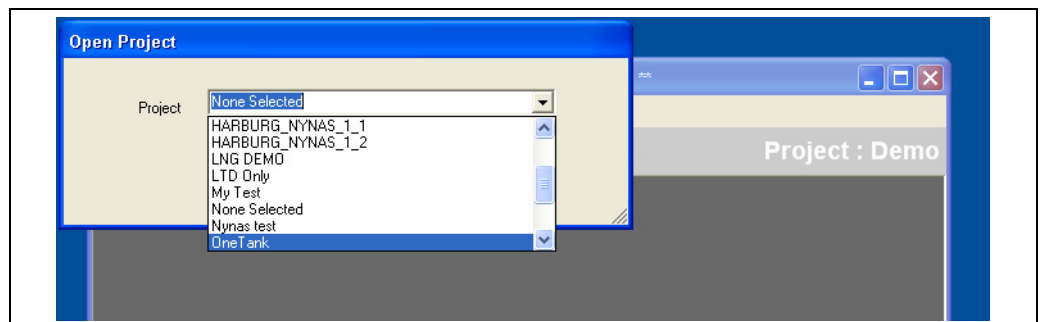 Open Project
**
Project
None Selected
Project : Demo
HARBURG_NYNAS_1_1
HARBURG_NYNAS_1_2
LNG DEMO
LTD Only
My Test
None Selected
Nynas test
OneTank